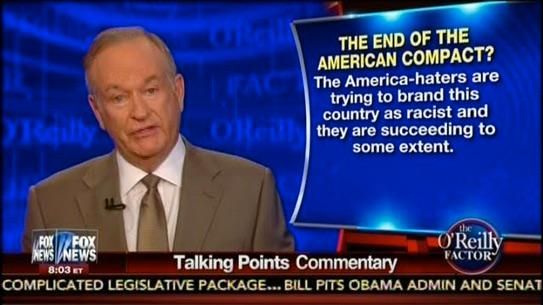 THE END OF THE
AMERICAN COMPACT?
The America-haters are
trying to brand this
country as racist and
they are succeeding to
some extent.
the
O'Reilly
FACTOR
FOX
NEWS
FOX
NEWS
8:03 ET
Talking Points Commentary
COMPLICATED LEGISLATIVE PACKAGE... BILL PITS OBAMA ADMIN AND SENAT